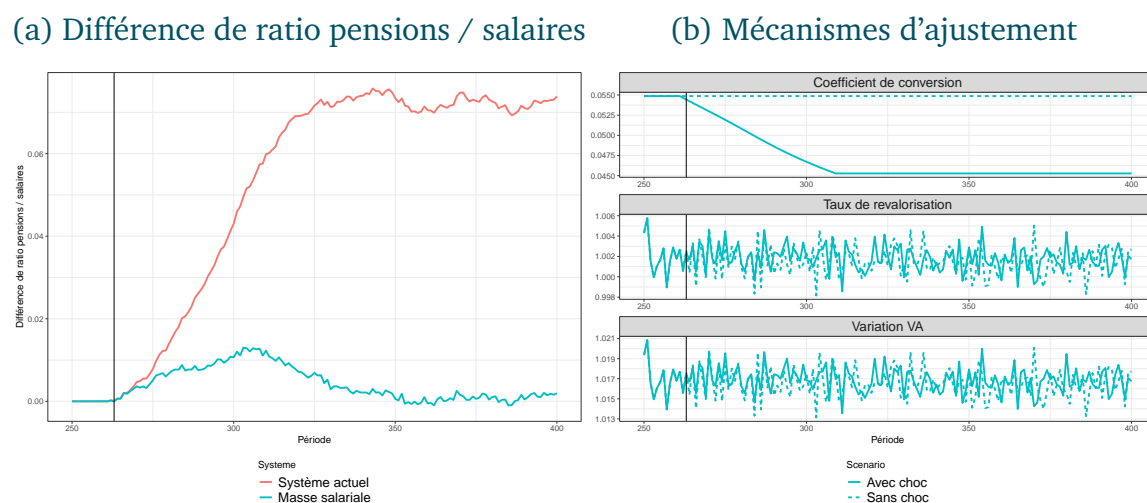 (a) Différence de ratio pensions / salaires
(b) Mécanismes d'ajustement
Différence de ratio pensions / salaires
0.06
0.04
0.02
0.00
250
300
350
400
Période
Systeme
Système actuel
Masse salariale
Coefficient de conversion
0.0550
0.0525
0.0500
0.0475
0.0450
250
300
350
400
Taux de revalorisation
1.006
1.004
1.002
1.000
0.998
250
300
350
400
Variation VA
1.021
1.019
1.017
1.015
1.013
250
300
350
400
Période
Scenario
Avec choc
Sans choc